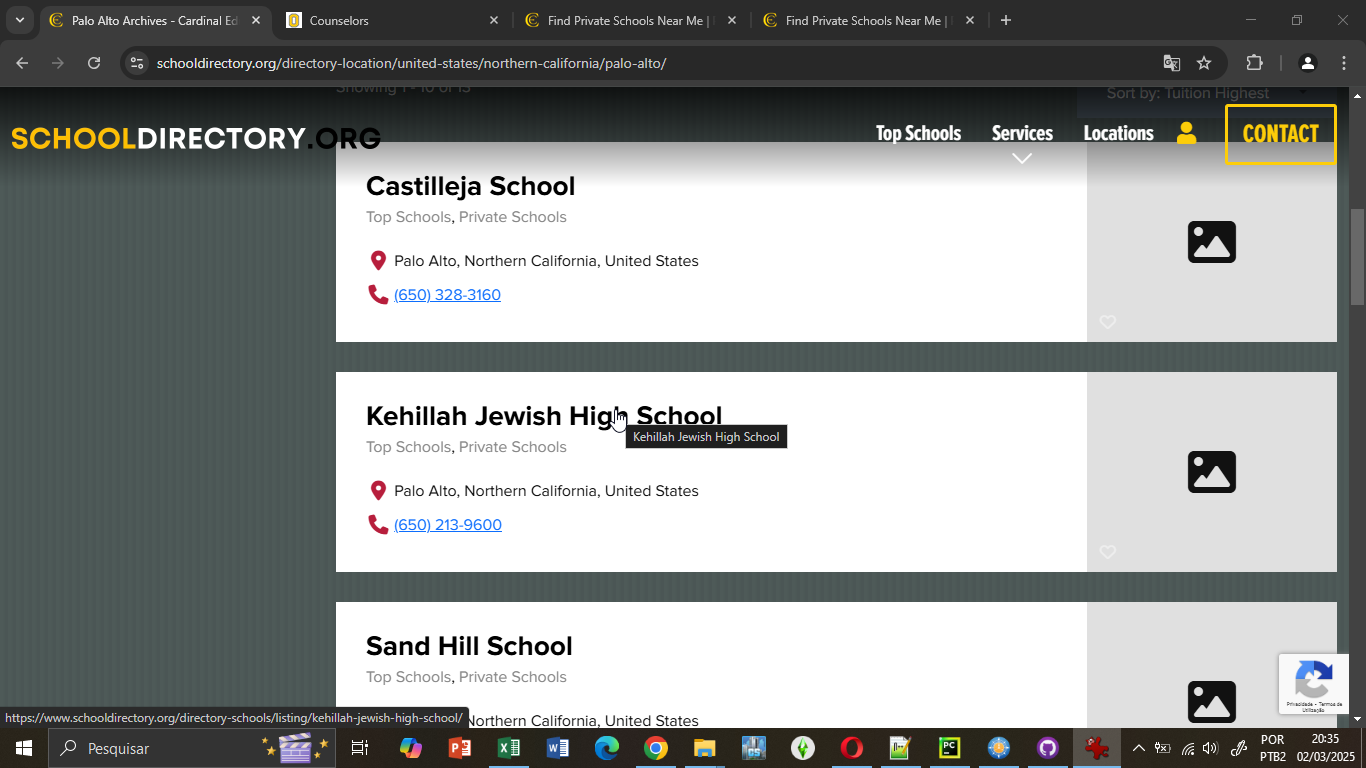 Palo Alto Archives - Cardinal Ed
Counselors
Find Private Schools Near Me |
Find Private Schools Near Me |
schooldirectory.org/directory-location/united-states/northern-california/palo-alto/
Showing 1 - 10 of 13
Sort by: Tuition Highest
SCHOOLDIRECTORY.ORG
Top Schools
Services
Locations
CONTACT
Castilleja School
Top Schools, Private Schools
Palo Alto, Northern California, United States
(650) 328-3160
Kehillah Jewish High School
Kehillah Jewish High School
Top Schools, Private Schools
Palo Alto, Northern California, United States
(650) 213-9600
Sand Hill School
Top Schools, Private Schools
Northern California, United States
Privacidade - Termos de
Utilização
https://www.schooldirectory.org/directory-schools/listing/kehillah-jewish-high-school/
Pesquisar
POR
PTB2
20:35
02/03/2025